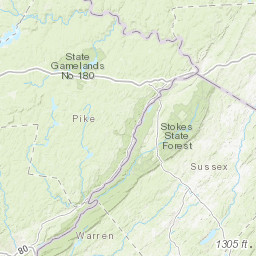 State
Gamelands
No 180
Pike
Stokes
State
Forest
Sussex
Warren
80
1305 ft.